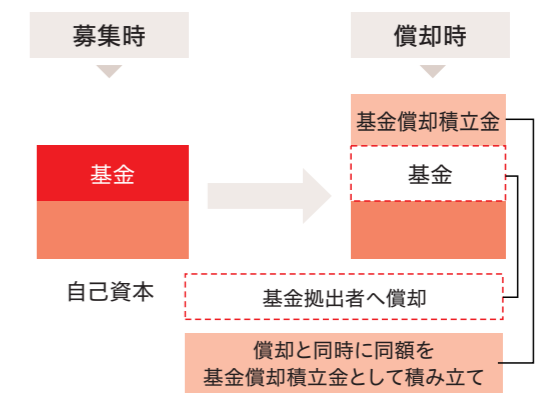 募集時
償却時
基金償却積立金
基金
基金
自己資本
基金拠出者へ償却
償却と同時に同額を
基金償却積立金として積み立て